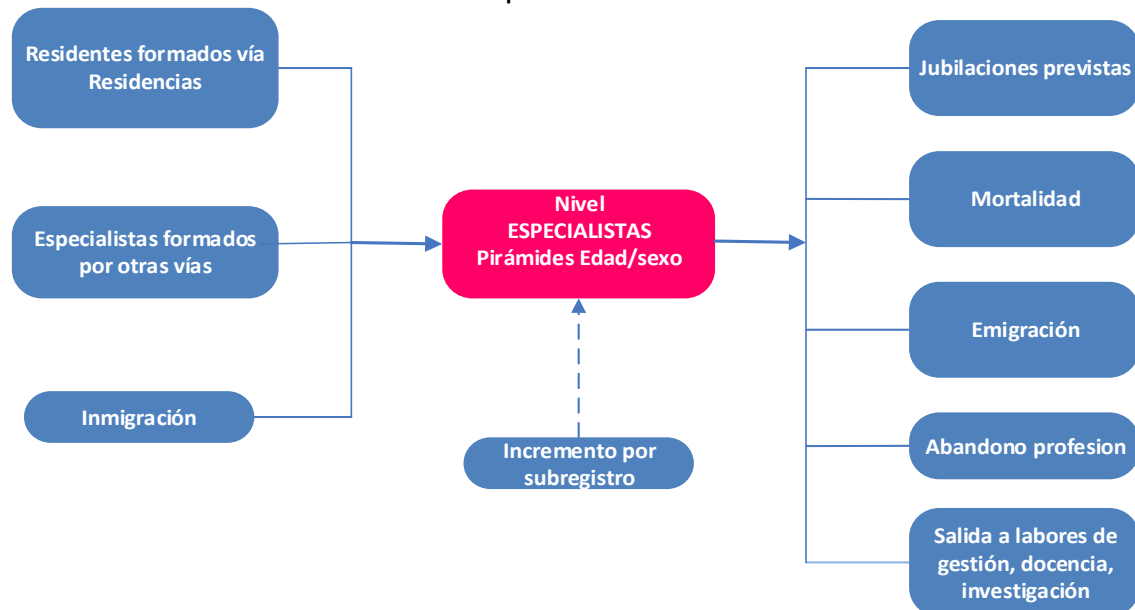 Residentes formados vía
Residencias
Especialistas formados
por otras vías
Inmigración
Nivel
ESPECIALISTAS
Pirámides Edad/sexo
Incremento por
subregistro
Jubilaciones previstas
Mortalidad
Emigración
Abandono profesion
Salida a labores de
gestión, docencia,
investigación